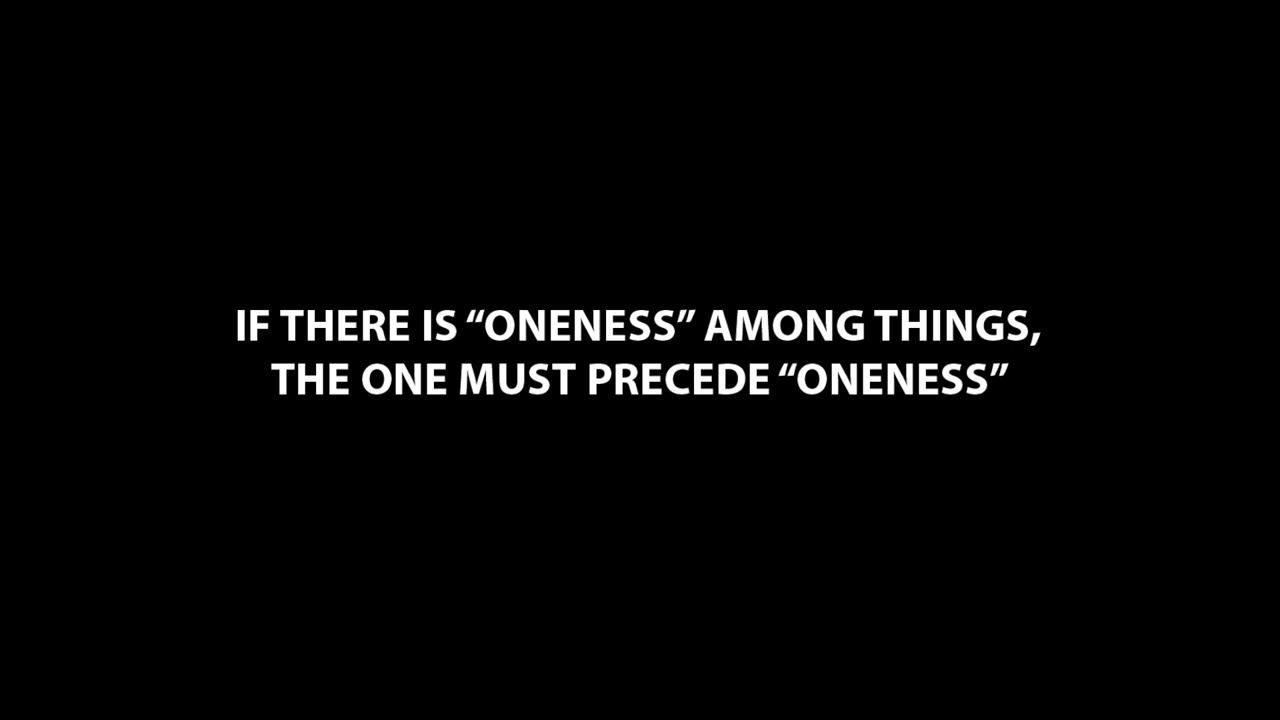 IF THERE IS “ONENESS” AMONG THINGS,
THE ONE MUST PRECEDE “ONENESS”